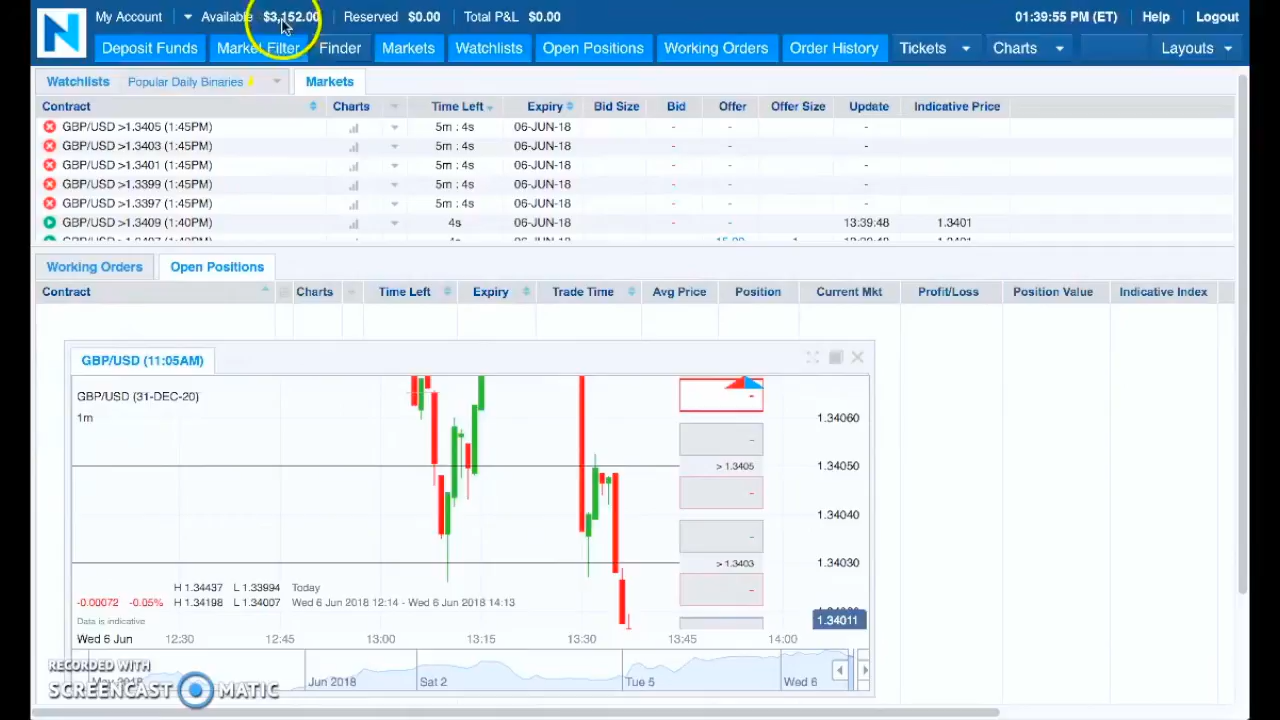 N My Account Available $3,152.00 Reserved $0.00 Total P&L $0.00 01:39:55 PM (ET) Help Logout
Deposit Funds Market Filter Finder Markets Watchlists Open Positions Working Orders Order History Tickets Charts Layouts
Watchlists Popular Daily Binaries Markets
Contract Charts Time Left Expiry Bid Size Bid Offer Offer Size Update Indicative Price
GBP/USD >1.3405 (1:45PM) 5m : 4s 06-JUN-18 - - -
GBP/USD >1.3403 (1:45PM) 5m : 4s 06-JUN-18 - - -
GBP/USD >1.3401 (1:45PM) 5m : 4s 06-JUN-18 - - -
GBP/USD >1.3399 (1:45PM) 5m : 4s 06-JUN-18 - - -
GBP/USD >1.3397 (1:45PM) 5m : 4s 06-JUN-18 - - -
GBP/USD >1.3409 (1:40PM) 4s 06-JUN-18 - - 13:39:48 1.3401
Working Orders Open Positions
Contract Charts Time Left Expiry Trade Time Avg Price Position Current Mkt Profit/Loss Position Value Indicative Index
GBP/USD (11:05AM)
GBP/USD (31-DEC-20)
1m
1.34060
> 1.3405 1.34050
1.34040
> 1.3403 1.34030
H 1.34437 L 1.33994 Today
-0.00072 -0.05% H 1.34198 L 1.34007 Wed 6 Jun 2018 12:14 - Wed 6 Jun 2018 14:13
Data is indicative
1.34011
Wed 6 Jun 12:30 12:45 13:00 13:15 13:30 13:45 14:00
Jun 2018 Sat 2 Tue 5 Wed 6
RECORDED WITH
SCREENCAST MATIC